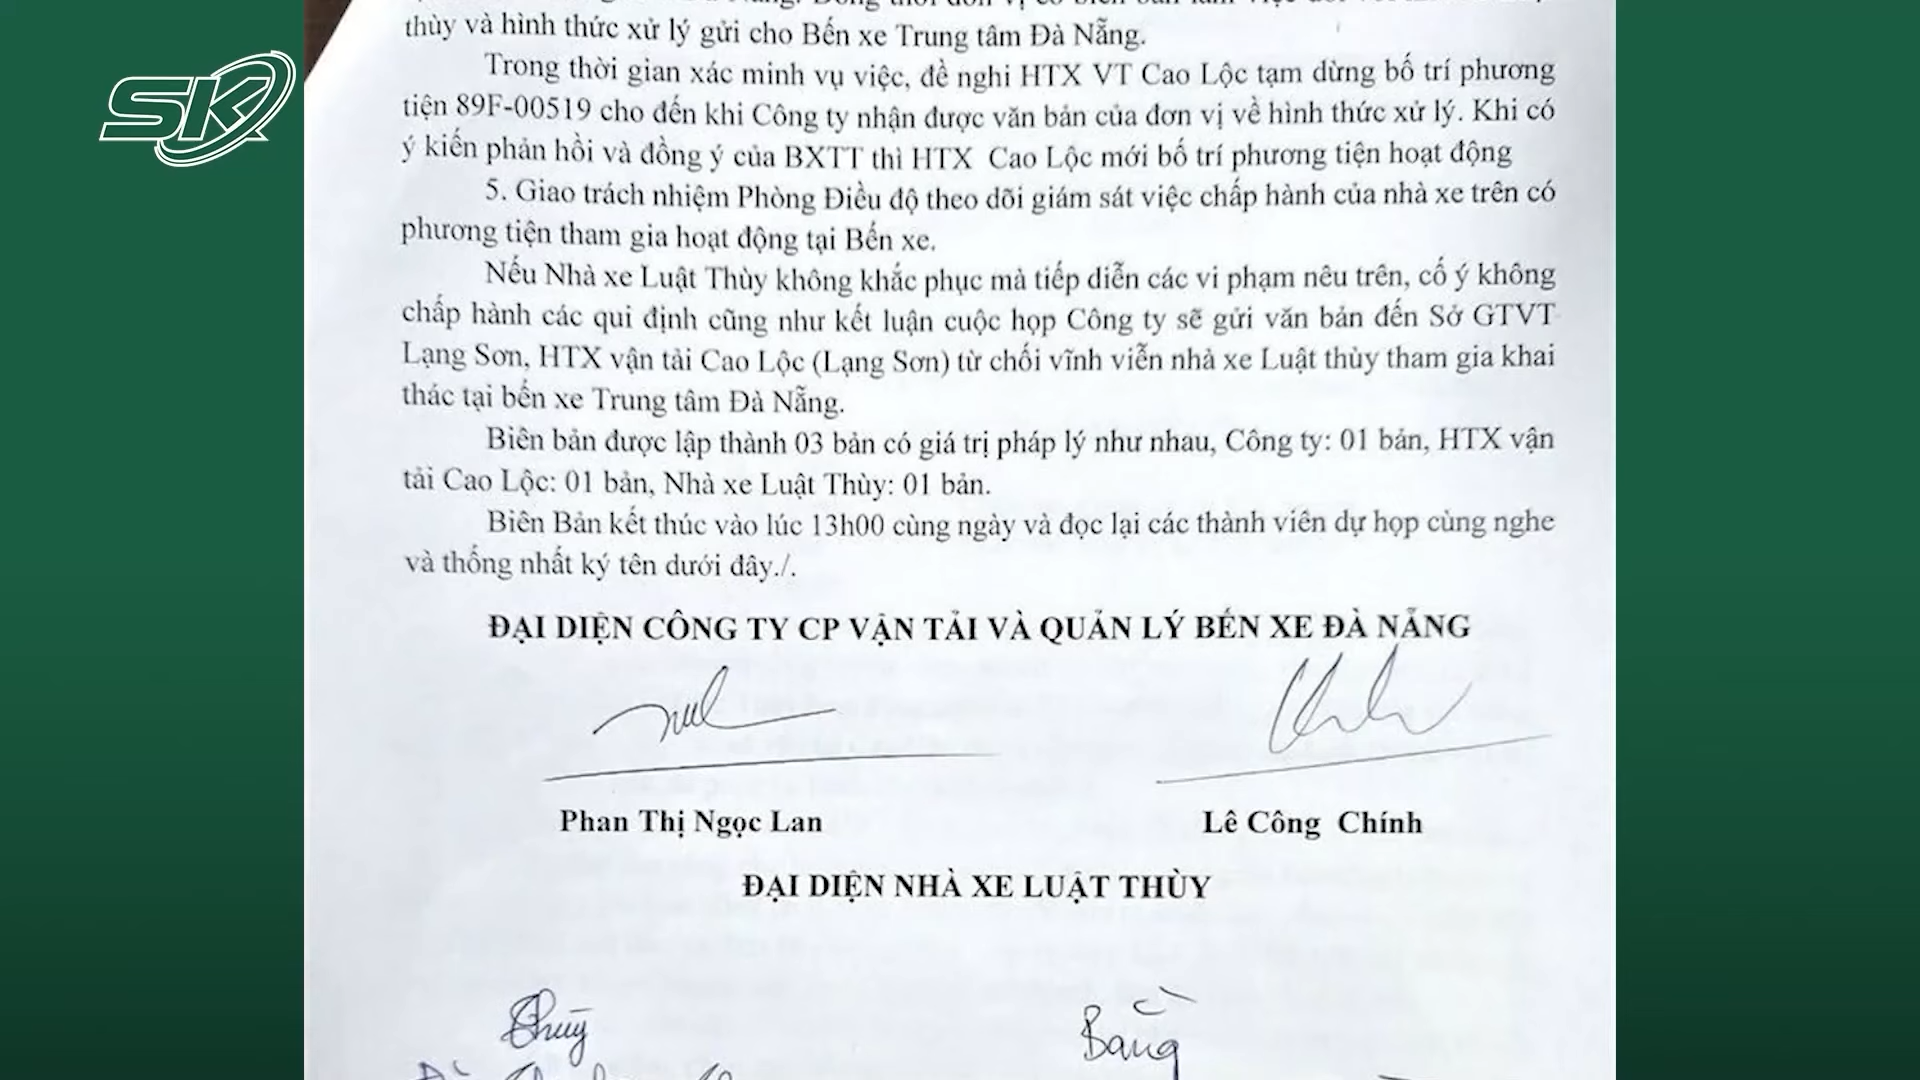 SK
thùy và hình thức xử lý gửi cho Bến xe Trung tâm Đà Nẵng.
Trong thời gian xác minh vụ việc, đề nghi HTX VT Cao Lộc tạm dừng bố trí phương
tiện 89F-00519 cho đến khi Công ty nhận được văn bản của đơn vị về hình thức xử lý. Khi có
ý kiến phản hồi và đồng ý của BXTT thì HTX Cao Lộc mới bố trí phương tiện hoạt động
5. Giao trách nhiệm Phòng Điều độ theo dõi giám sát việc chấp hành của nhà xe trên có
phương tiện tham gia hoạt động tại Bến xe.
Nếu Nhà xe Luật Thùy không khắc phục mà tiếp diễn các vi phạm nêu trên, cố ý không
chấp hành các qui định cũng như kết luận cuộc họp Công ty sẽ gửi văn bản đến Sở GTVT
Lạng Sơn, HTX vận tải Cao Lộc (Lạng Sơn) từ chối vĩnh viễn nhà xe Luật thùy tham gia khai
thác tại bến xe Trung tâm Đà Nẵng.
Biên bản được lập thành 03 bản có giá trị pháp lý như nhau, Công ty: 01 bản, HTX vận
tải Cao Lộc: 01 bản, Nhà xe Luật Thùy: 01 bản.
Biên Bản kết thúc vào lúc 13h00 cùng ngày và đọc lại các thành viên dự họp cùng nghe
và thống nhất ký tên dưới đây./.
ĐẠI DIỆN CÔNG TY CP VẬN TẢI VÀ QUẢN LÝ BẾN XE ĐÀ NẴNG
Phan Thị Ngọc Lan
Lê Công Chính
ĐẠI DIỆN NHÀ XE LUẬT THÙY
Thùy
Bằng